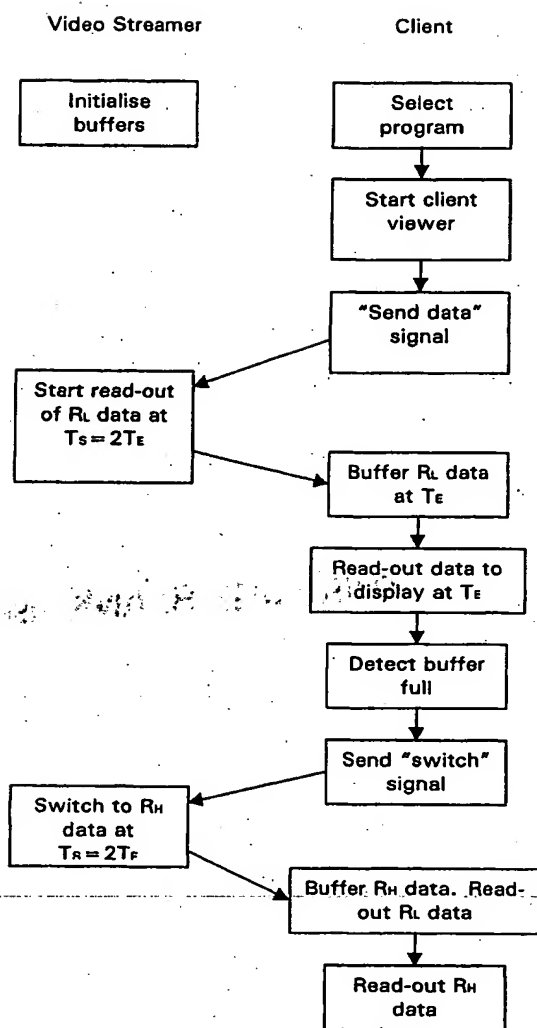 Video Streamer
Client
Initialise
buffers
Select
program
Start client
viewer
"Send data"
signal
Start read-out
of RL data at
TS = 2TE
Buffer RL data
at TE
Read-out data to
display at TE
Detect buffer
full
Send "switch"
signal
Switch to RH
data at
TS = 2TE
Buffer RH data. Read-
out RL data
Read-out RH
data